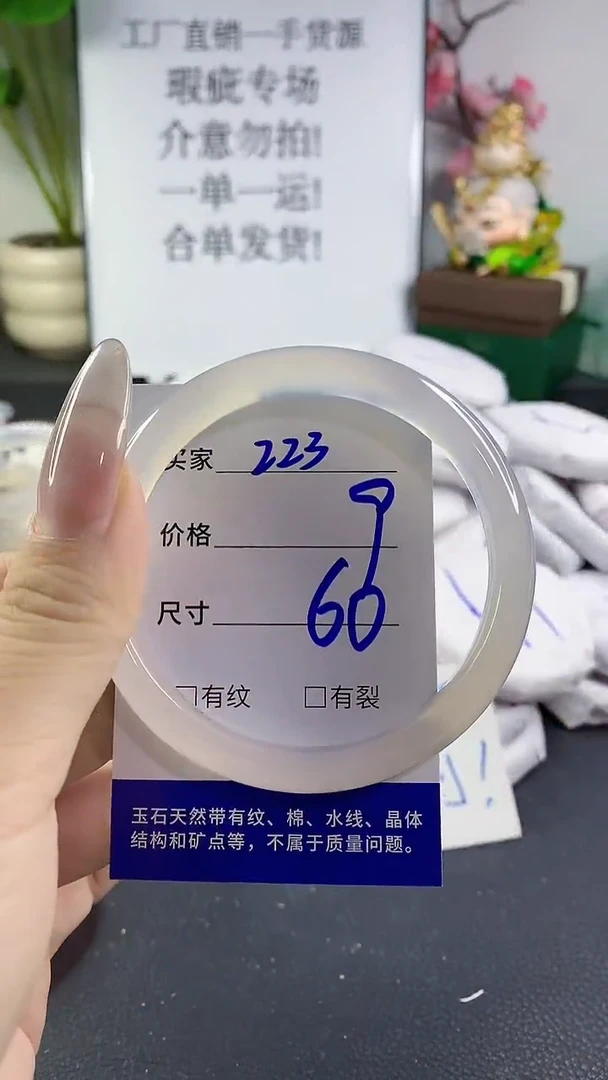 工厂直销一手货源
瑕疵专场
介意勿拍!
一单一运!
合单发货!
买家 223
价格
尺寸 60
□有纹 □有裂
玉石天然带有纹、棉、水线、晶体
结构和矿点等，不属于质量问题。